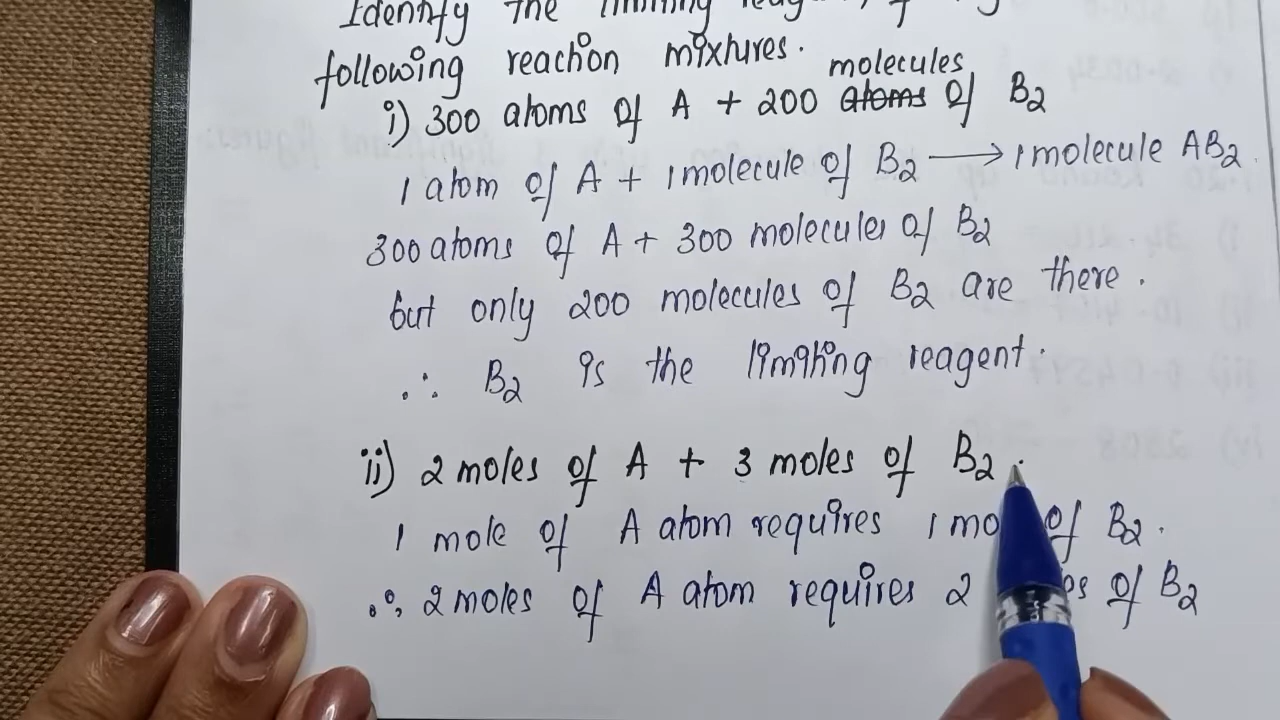 Identify the limiting
following reaction mixtures.
molecules
i) 300 atoms of A + 200 atoms of B2
1 atom of A + 1 molecule of B2 ⟶ 1 molecule AB2.
300 atoms of A + 300 molecules of B2
but only 200 molecules of B2 are there.
∴ B2 is the limiting reagent.
ii) 2 moles of A + 3 moles of B2.
1 mole of A atom requires 1 mo of B2.
∴ 2 moles of A atom requires 2 of B2